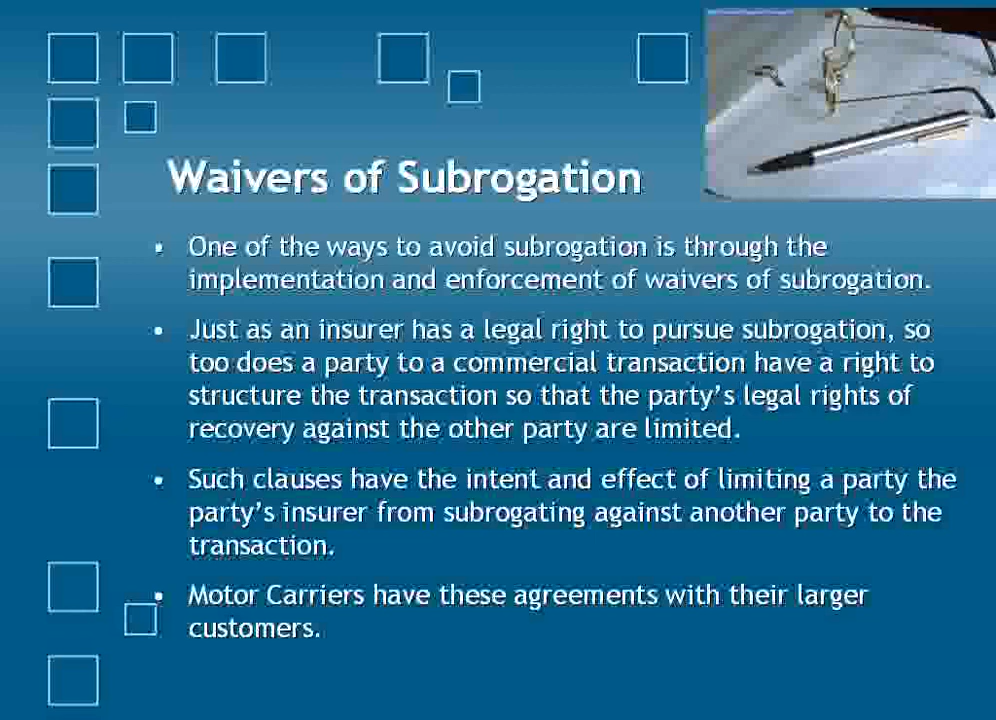 Waivers of Subrogation
• One of the ways to avoid subrogation is through the
implementation and enforcement of waivers of subrogation.
• Just as an insurer has a legal right to pursue subrogation, so
too does a party to a commercial transaction have a right to
structure the transaction so that the party’s legal rights of
recovery against the other party are limited.
• Such clauses have the intent and effect of limiting a party the
party’s insurer from subrogating against another party to the
transaction.
• Motor Carriers have these agreements with their larger
customers.